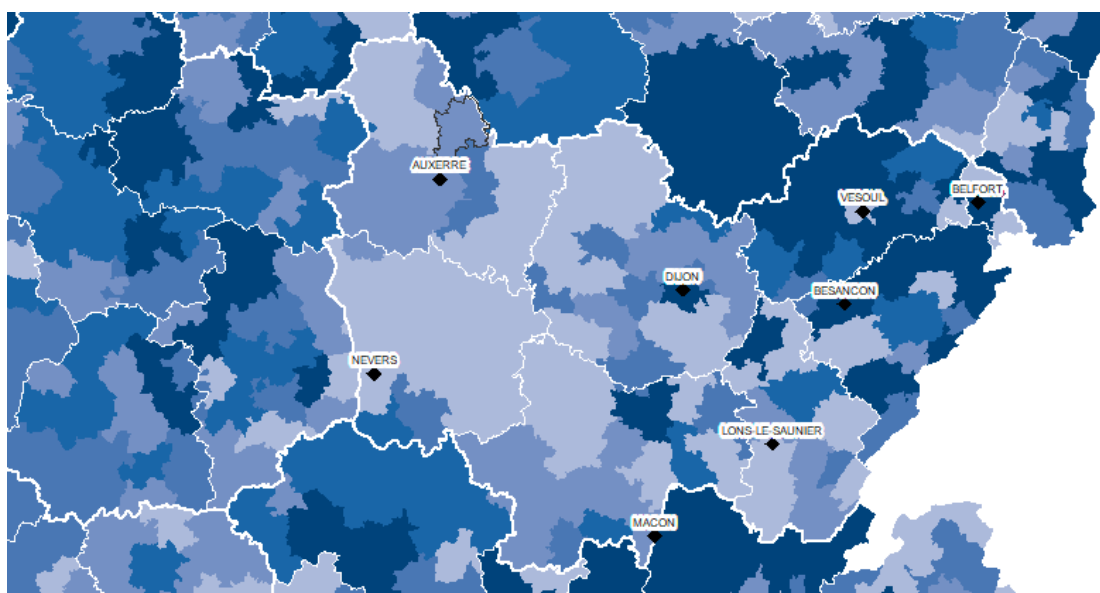 AUXERRE
VESOUL
BELFORT
DIJON
BESANCON
NEVERS
LONS-LE-SAUNIER
MACON